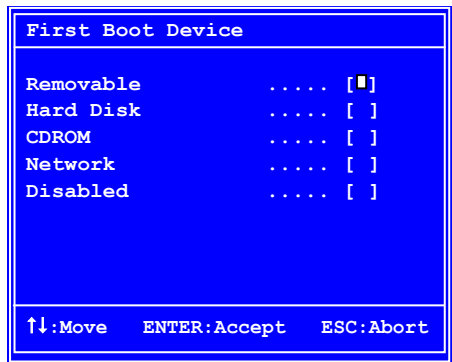 First Boot Device
Removable ..... [ ]
Hard Disk ..... [ ]
CDROM ..... [ ]
Network ..... [ ]
Disabled ..... [ ]
↑↓:Move ENTER:Accept ESC:Abort